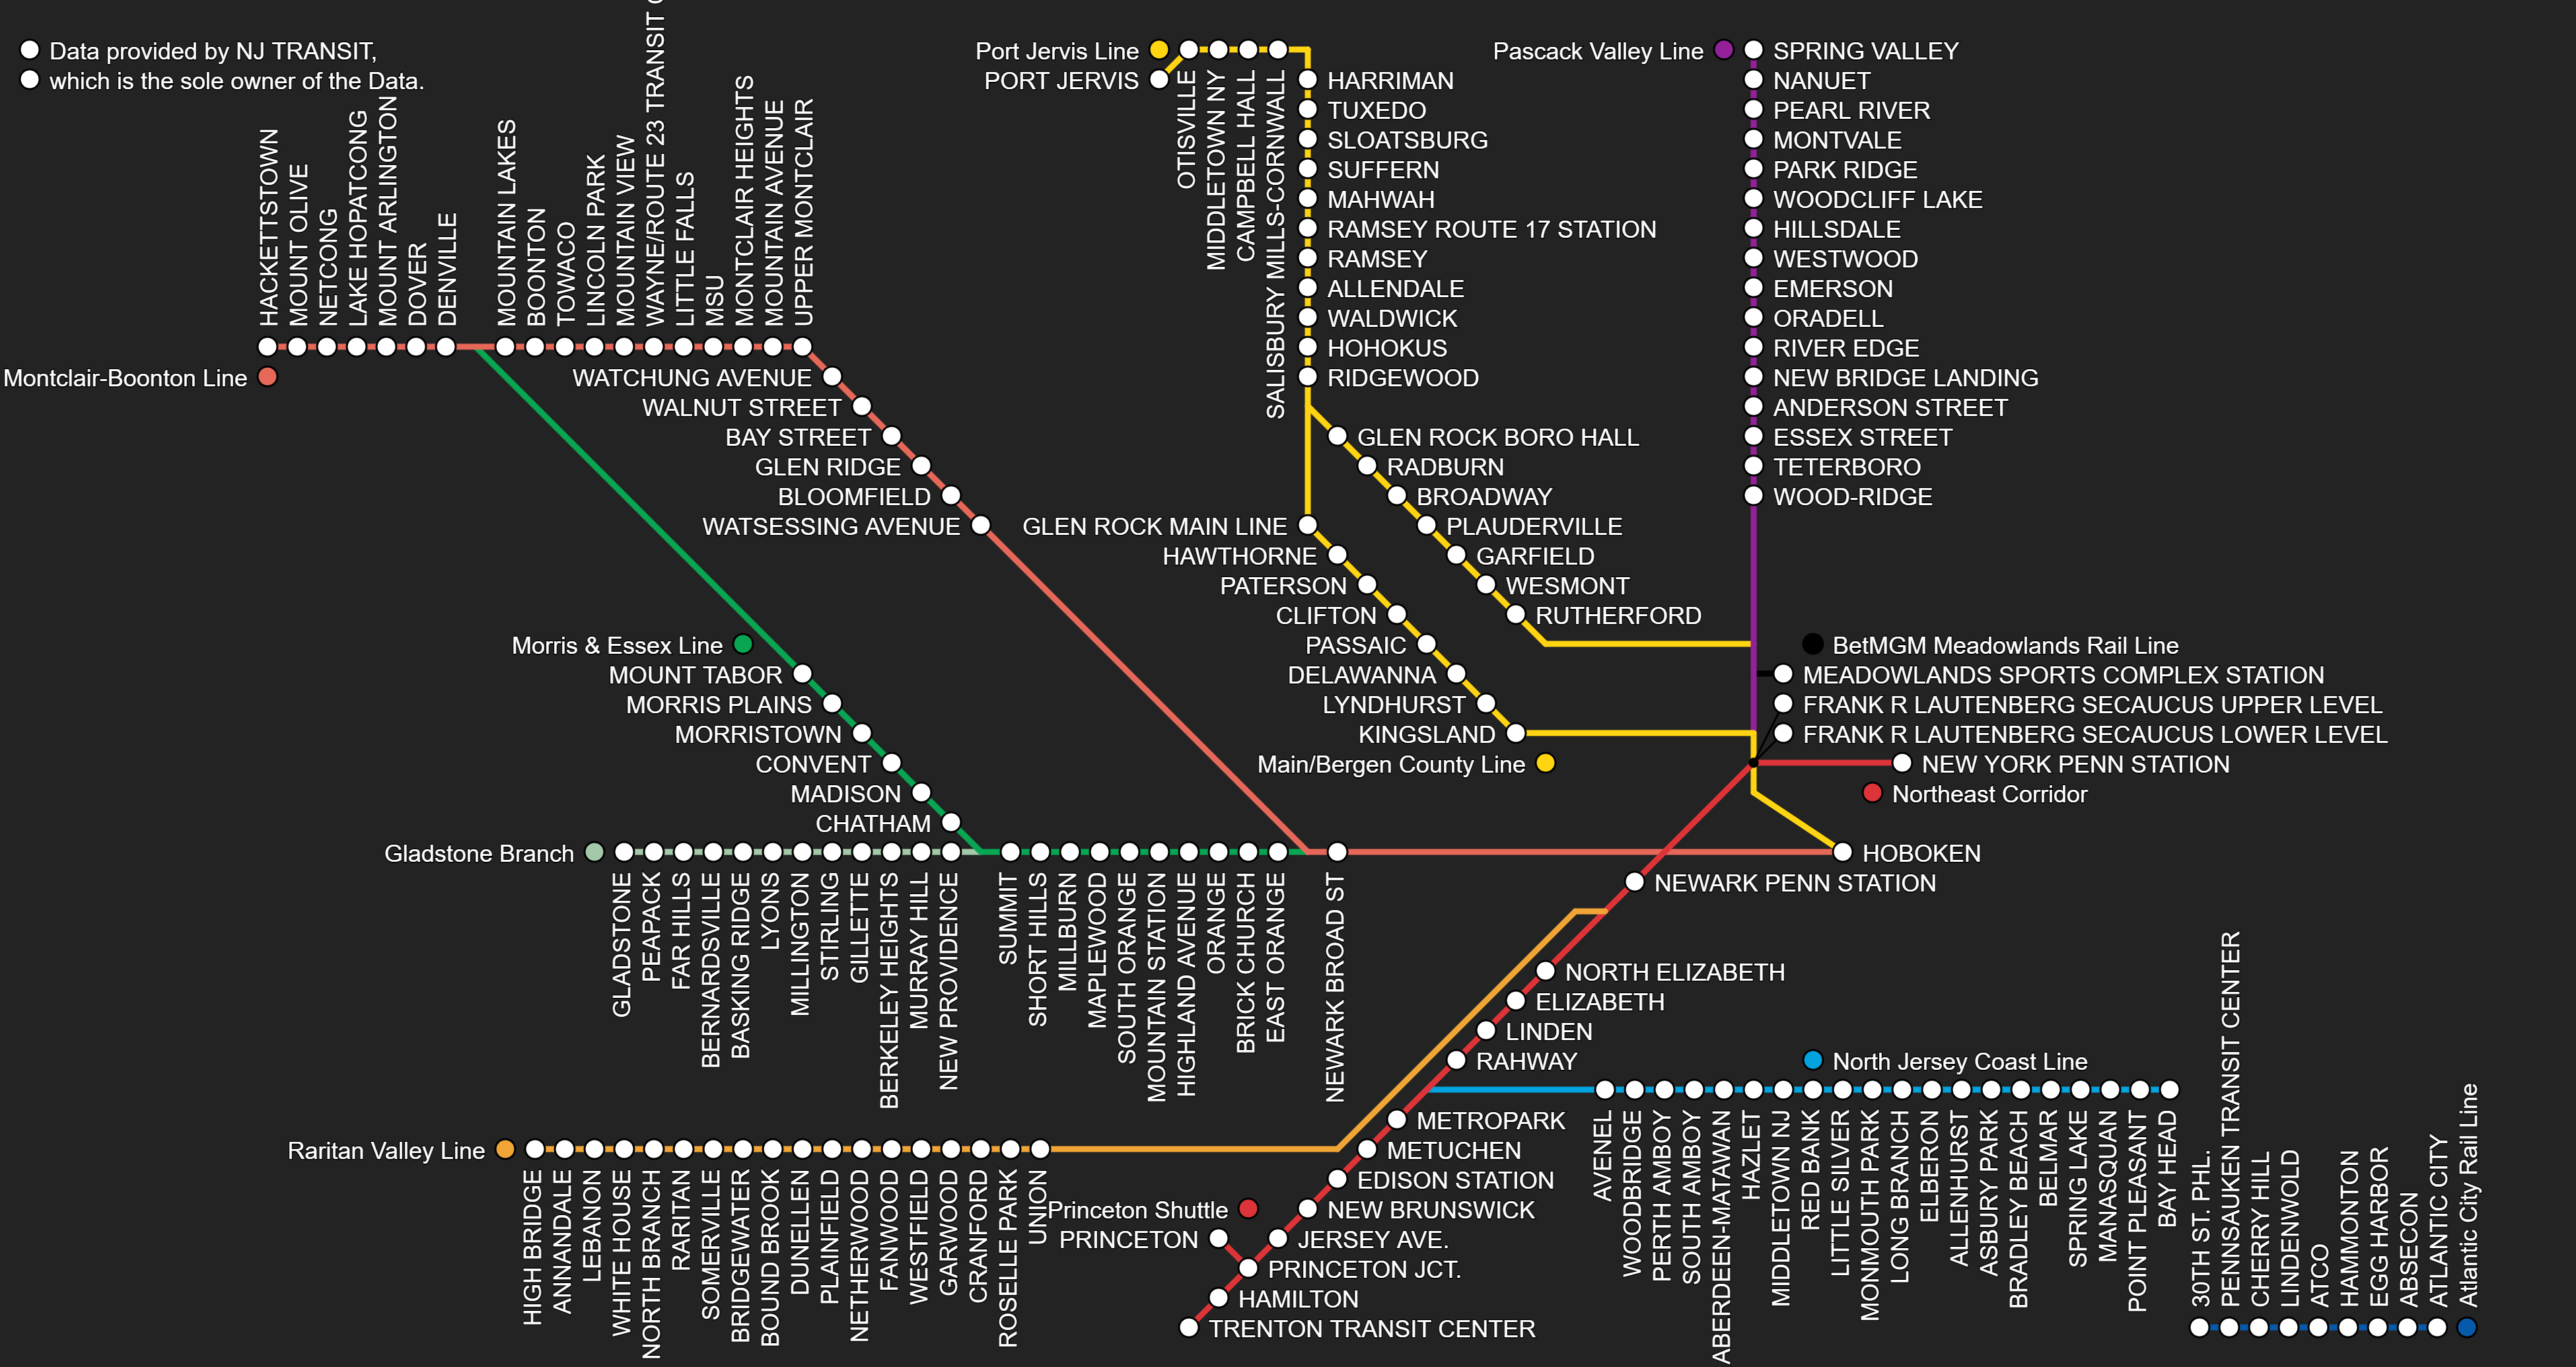 Data provided by NJ TRANSIT,
which is the sole owner of the Data.
Port Jervis Line
PORT JERVIS
OTISVILLE
MIDDLETOWN NY
CAMPBELL HALL
SALISBURY MILLS-CORNWALL
HARRIMAN
TUXEDO
SLOATSBURG
SUFFERN
MAHWAH
RAMSEY ROUTE 17 STATION
RAMSEY
ALLENDALE
WALDWICK
HOHOKUS
RIDGEWOOD
Pascack Valley Line
SPRING VALLEY
NANUET
PEARL RIVER
MONTVALE
PARK RIDGE
WOODCLIFF LAKE
HILLSDALE
WESTWOOD
EMERSON
ORADELL
RIVER EDGE
NEW BRIDGE LANDING
ANDERSON STREET
ESSEX STREET
TETERBORO
WOOD-RIDGE
HACKETTSTOWN
MOUNT OLIVE
NETCONG
LAKE HOPATCONG
MOUNT ARLINGTON
DOVER
DENVILLE
MOUNTAIN LAKES
BOONTON
TOWACO
LINCOLN PARK
MOUNTAIN VIEW
WAYNE/ROUTE 23 TRANSIT
LITTLE FALLS
MSU
MONTCLAIR HEIGHTS
MOUNTAIN AVENUE
UPPER MONTCLAIR
Montclair-Boonton Line
WATCHUNG AVENUE
WALNUT STREET
BAY STREET
GLEN RIDGE
BLOOMFIELD
WATSESSING AVENUE
GLEN ROCK BORO HALL
RADBURN
BROADWAY
PLAUDERVILLE
GARFIELD
WESMONT
RUTHERFORD
GLEN ROCK MAIN LINE
HAWTHORNE
PATERSON
CLIFTON
PASSAIC
DELAWANNA
LYNDHURST
KINGSLAND
Main/Bergen County Line
BetMGM Meadowlands Rail Line
MEADOWLANDS SPORTS COMPLEX STATION
FRANK R LAUTENBERG SECAUCUS UPPER LEVEL
FRANK R LAUTENBERG SECAUCUS LOWER LEVEL
NEW YORK PENN STATION
Northeast Corridor
Morris & Essex Line
MOUNT TABOR
MORRIS PLAINS
MORRISTOWN
CONVENT
MADISON
CHATHAM
Gladstone Branch
GLADSTONE
PEAPACK
FAR HILLS
BERNARDSVILLE
BASKING RIDGE
LYONS
MILLINGTON
STIRLING
GILLETTE
BERKELEY HEIGHTS
MURRAY HILL
NEW PROVIDENCE
SUMMIT
SHORT HILLS
MILLBURN
MAPLEWOOD
SOUTH ORANGE
MOUNTAIN STATION
HIGHLAND AVENUE
ORANGE
BRICK CHURCH
EAST ORANGE
NEWARK BROAD ST
HOBOKEN
NEWARK PENN STATION
NORTH ELIZABETH
ELIZABETH
LINDEN
RAHWAY
METROPARK
METUCHEN
EDISON STATION
NEW BRUNSWICK
JERSEY AVE.
PRINCETON JCT.
HAMILTON
TRENTON TRANSIT CENTER
Princeton Shuttle
PRINCETON
Raritan Valley Line
HIGH BRIDGE
ANNANDALE
LEBANON
WHITE HOUSE
NORTH BRANCH
RARITAN
SOMERVILLE
BRIDGEWATER
BOUND BROOK
DUNELLEN
PLAINFIELD
NETHERWOOD
FANWOOD
WESTFIELD
GARWOOD
CRANFORD
ROSELLE PARK
UNION
North Jersey Coast Line
AVENEL
WOODBRIDGE
PERTH AMBOY
SOUTH AMBOY
ABERDEEN-MATAWAN
HAZLET
MIDDLETOWN NJ
RED BANK
LITTLE SILVER
MONMOUTH PARK
LONG BRANCH
ELBERON
ALLENHURST
ASBURY PARK
BRADLEY BEACH
BELMAR
SPRING LAKE
MANASQUAN
POINT PLEASANT
BAY HEAD
30TH ST. PHL.
PENNSAUKEN TRANSIT CENTER
CHERRY HILL
LINDENWOLD
ATCO
HAMMONTON
EGG HARBOR
ABSECON
ATLANTIC CITY
Atlantic City Rail Line